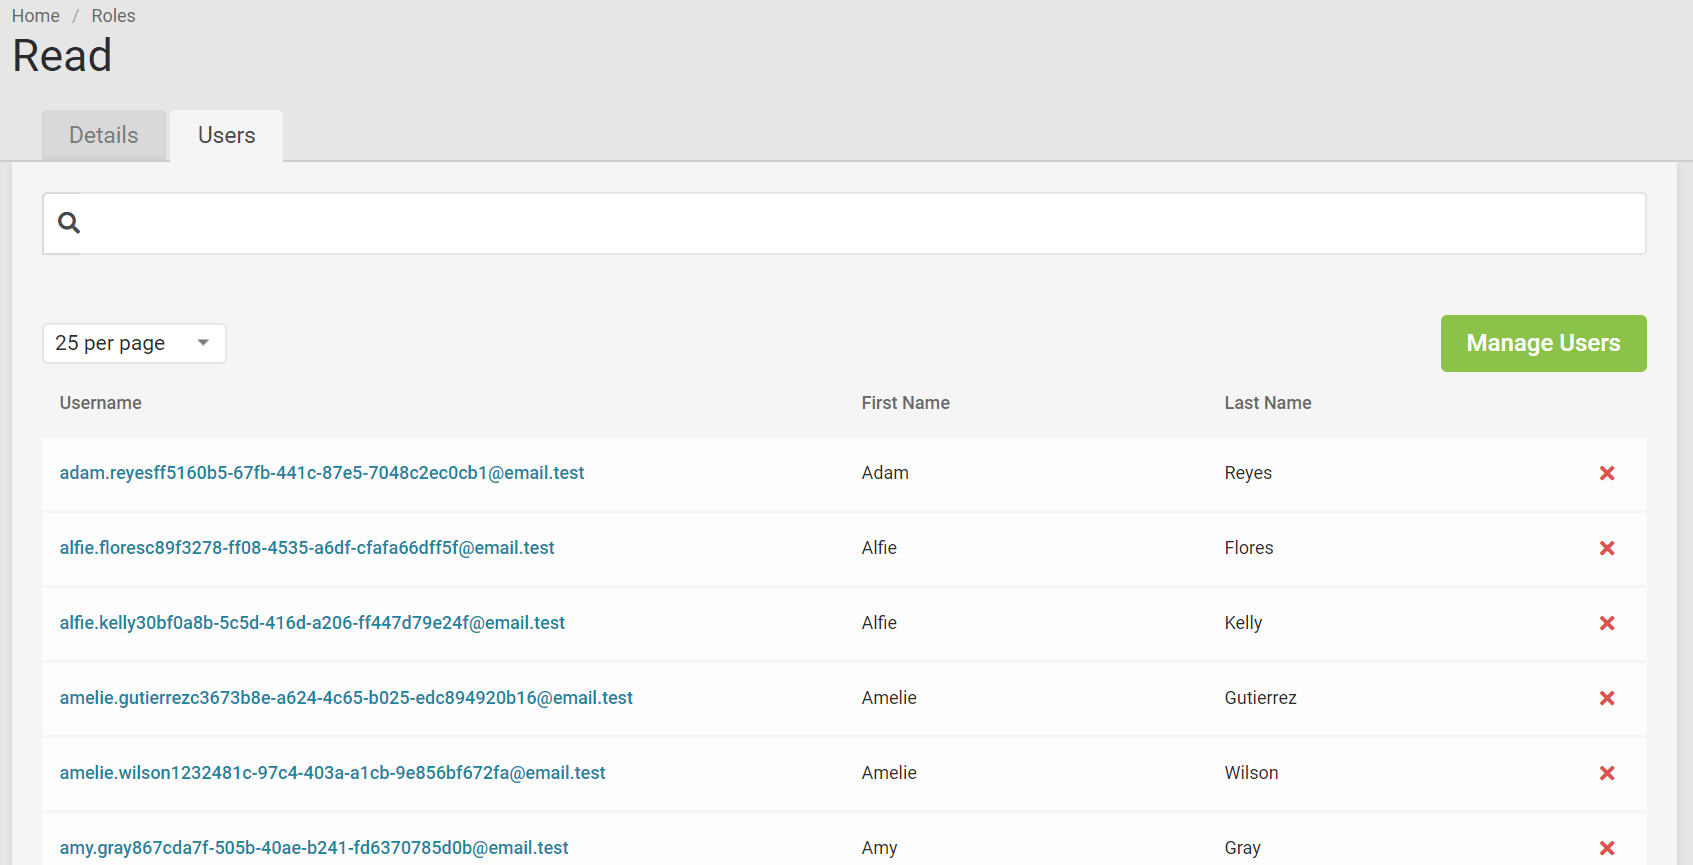 Home / Roles
Read
Details Users
25 per page
Manage Users
Username First Name Last Name
adam.reyesff5160b5-67fb-441c-87e5-7048c2ec0cb1@email.test Adam Reyes
alfie.floresc89f3278-ff08-4535-a6df-cfafa66dff5f@email.test Alfie Flores
alfie.kelly30bf0a8b-5c5d-416d-a206-ff447d79e24f@email.test Alfie Kelly
amelie.gutierrezc3673b8e-a624-4c65-b025-edc894920b16@email.test Amelie Gutierrez
amelie.wilson1232481c-97c4-403a-a1cb-9e856bf672fa@email.test Amelie Wilson
amy.gray867cda7f-505b-40ae-b241-fd6370785d0b@email.test Amy Gray